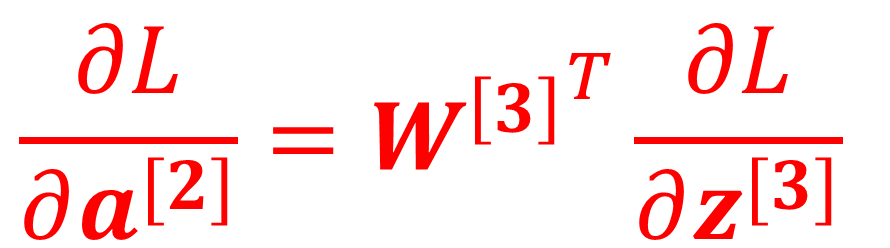 ∂L/∂a^[2] = W^[3]^T ∂L/∂z^[3]